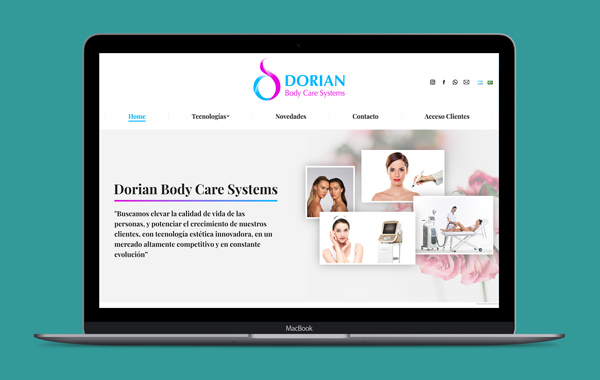 DORIAN
Body Care Systems
Home Tecnologías Novedades Contacto Acceso Clientes
Dorian Body Care Systems
"Buscamos elevar la calidad de vida de las
personas, y potenciar el crecimiento de nuestros
clientes, con tecnología estética innovadora, en un
mercado altamente competitivo y en constante
evolución"
MacBook